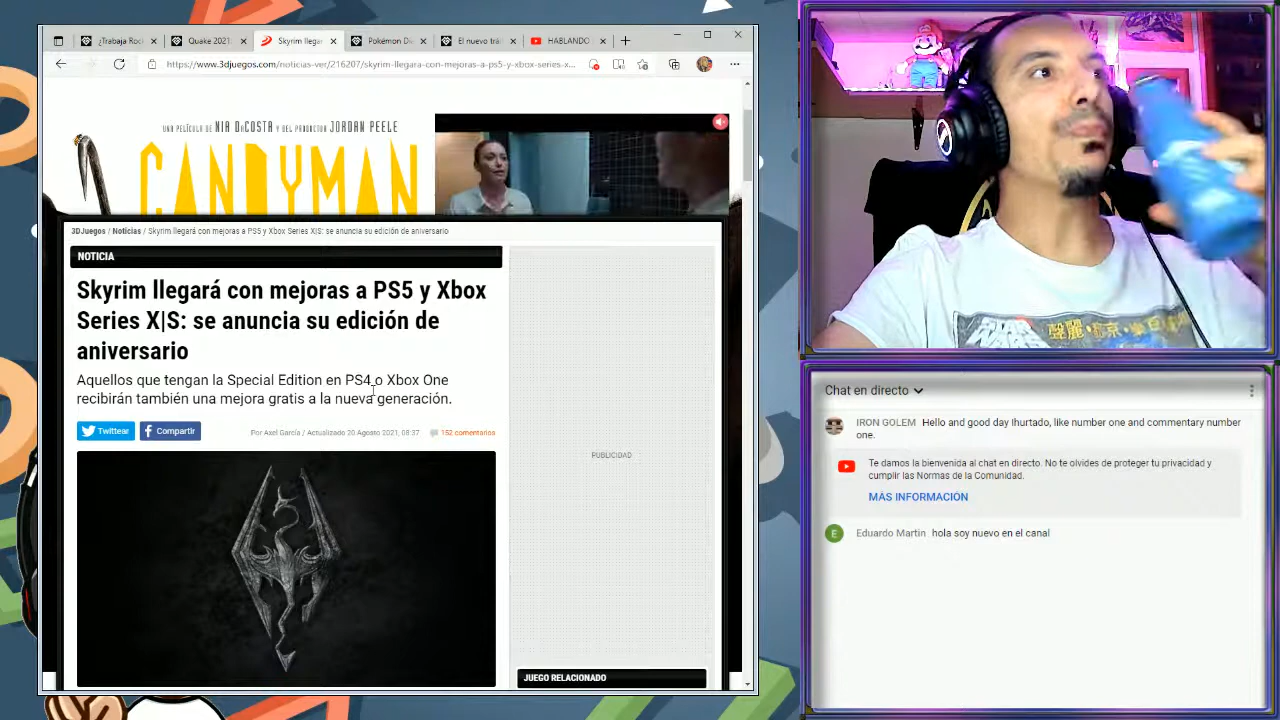 ¿Trabaja Roc
Quake 2023
Skyrim llegar
Pokémon Di
El nuevo trái
HABLANDO
https://www.3djuegos.com/noticias-ver/216207/skyrim-llegara-con-mejoras-a-ps5-y-xbox-series-x...
UNA PELÍCULA DE NIA DaCOSTA Y DEL PRODUCTOR JORDAN PEELE
CANDYMAN
3DJuegos / Noticias / Skyrim llegará con mejoras a PS5 y Xbox Series X|S: se anuncia su edición de aniversario
NOTICIA
Skyrim llegará con mejoras a PS5 y Xbox
Series X|S: se anuncia su edición de
aniversario
Aquellos que tengan la Special Edition en PS4 o Xbox One
recibirán también una mejora gratis a la nueva generación.
Twittear
Compartir
Por Axel García / Actualizado 20 Agosto 2021, 08:37
152 comentarios
PUBLICIDAD
JUEGO RELACIONADO
Chat en directo
IRON GOLEM Hello and good day lhurtado, like number one and commentary number
one.
Te damos la bienvenida al chat en directo. No te olvides de proteger tu privacidad y
cumplir las Normas de la Comunidad.
MÁS INFORMACIÓN
E
Eduardo Martin hola soy nuevo en el canal